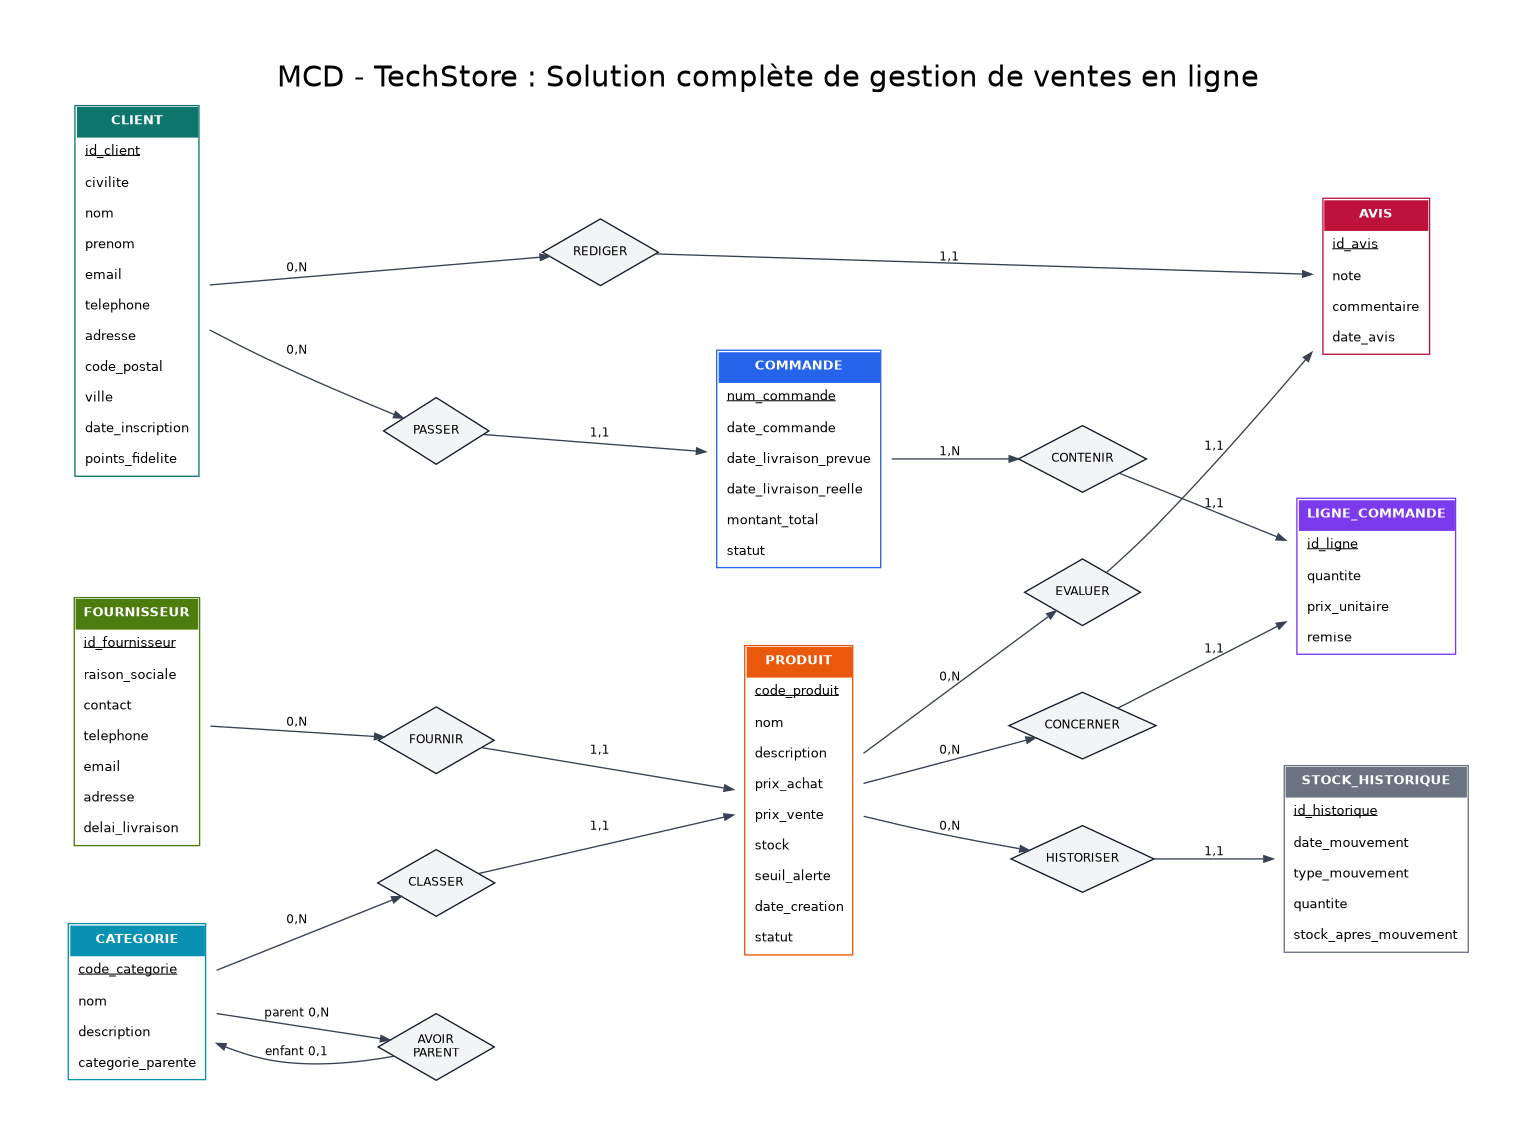 MCD - TechStore : Solution complète de gestion de ventes en ligne
CLIENT
id_client
civilite
nom
prenom
email
telephone
adresse
code_postal
ville
date_inscription
points_fidelite
0,N
REDIGER
1,1
AVIS
id_avis
note
commentaire
date_avis
0,N
PASSER
1,1
COMMANDE
num_commande
date_commande
date_livraison_prevue
date_livraison_reelle
montant_total
statut
1,N
CONTENIR
1,1
1,1
LIGNE_COMMANDE
id_ligne
quantite
prix_unitaire
remise
EVALUER
0,N
FOURNISSEUR
id_fournisseur
raison_sociale
contact
telephone
email
adresse
delai_livraison
0,N
FOURNIR
1,1
PRODUIT
code_produit
nom
description
prix_achat
prix_vente
stock
seuil_alerte
date_creation
statut
0,N
CONCERNER
1,1
0,N
HISTORISER
1,1
STOCK_HISTORIQUE
id_historique
date_mouvement
type_mouvement
quantite
stock_apres_mouvement
CATEGORIE
code_categorie
nom
description
categorie_parente
0,N
CLASSER
1,1
parent 0,N
enfant 0,1
AVOIR
PARENT